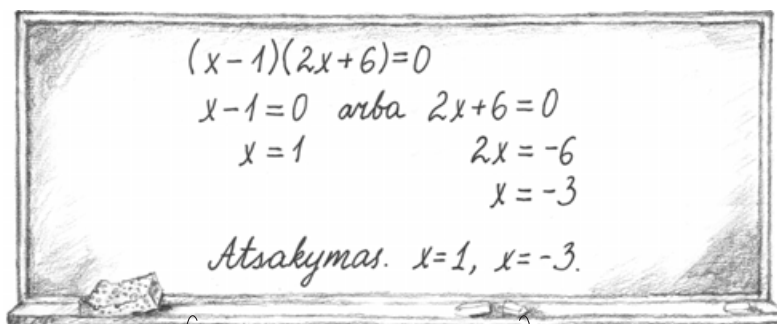 (x-1)(2x+6)=0
x-1=0 arba 2x+6=0
x=1 2x=-6
x=-3
Atsakymas. x=1, x=-3.